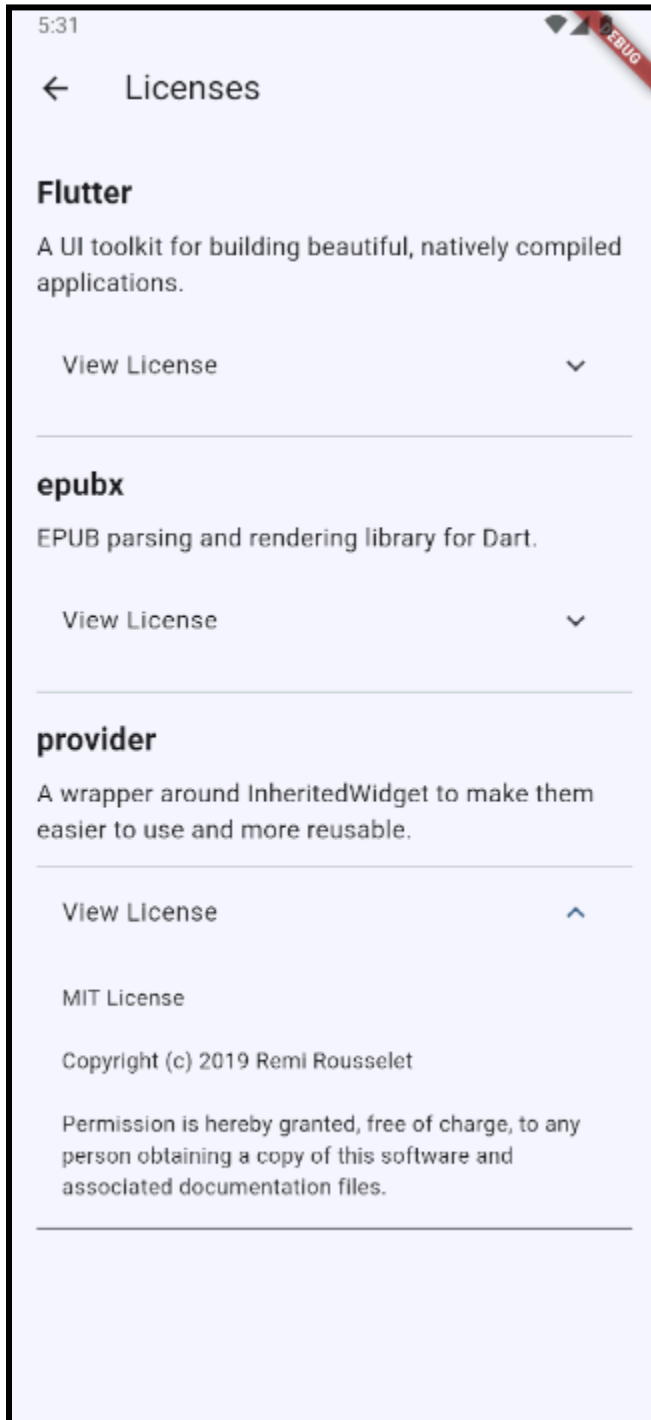 5:31
DEBUG
Licenses
Flutter
A UI toolkit for building beautiful, natively compiled
applications.
View License
epubx
EPUB parsing and rendering library for Dart.
View License
provider
A wrapper around InheritedWidget to make them
easier to use and more reusable.
View License
MIT License
Copyright (c) 2019 Remi Rousselet
Permission is hereby granted, free of charge, to any
person obtaining a copy of this software and
associated documentation files.